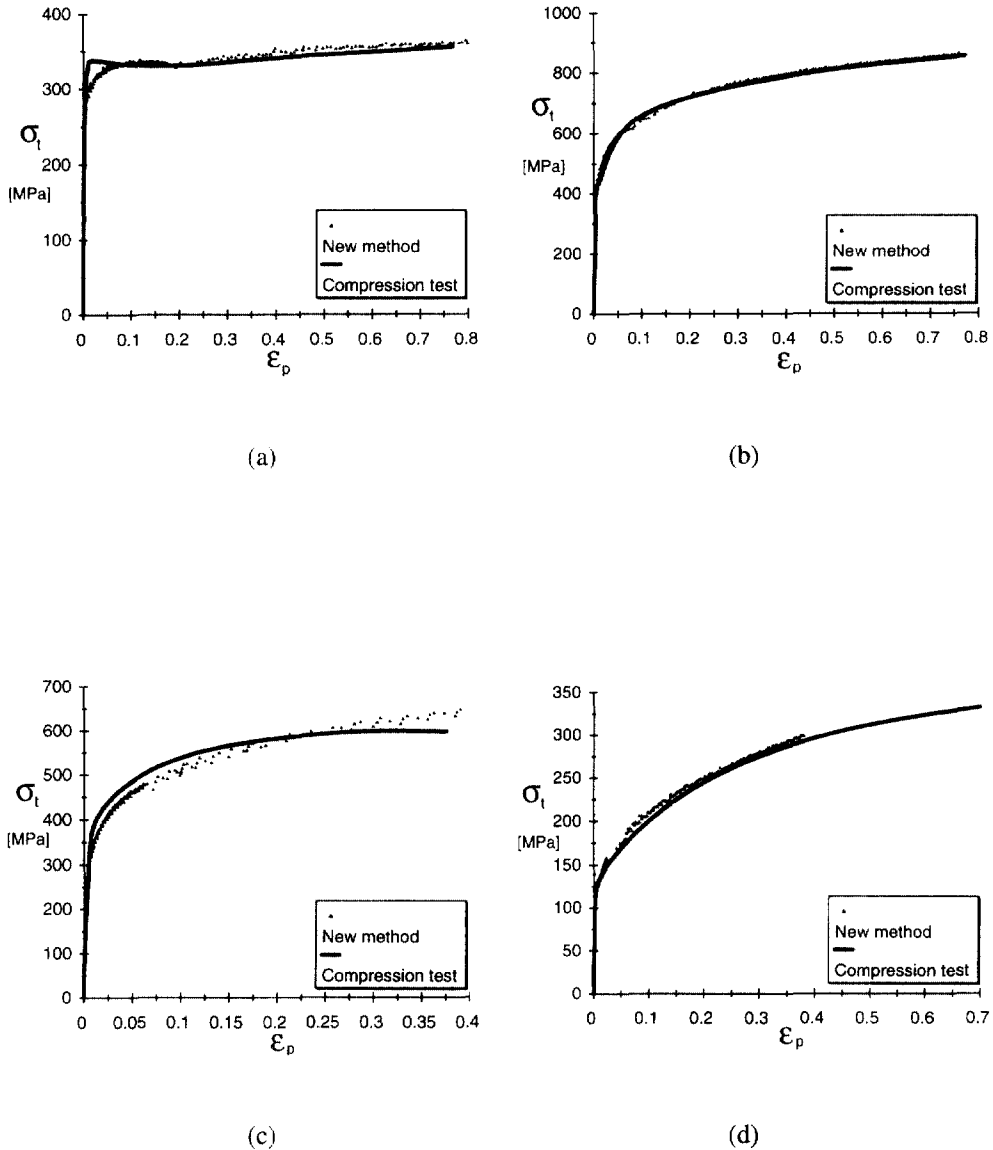 400
300
σt
200
[MPa]
100
0
New method
Compression test
0 0.1 0.2 0.3 0.4 0.5 0.6 0.7 0.8
εp
(a)
1000
800
σt
600
[MPa]
400
200
0
New method
Compression test
0 0.1 0.2 0.3 0.4 0.5 0.6 0.7 0.8
εp
(b)
700
600
500
σt
400
[MPa]
300
200
100
0
New method
Compression test
0 0.05 0.1 0.15 0.2 0.25 0.3 0.35 0.4
εp
(c)
350
300
250
σt
200
[MPa]
150
100
50
0
New method
Compression test
0 0.1 0.2 0.3 0.4 0.5 0.6 0.7
εp
(d)